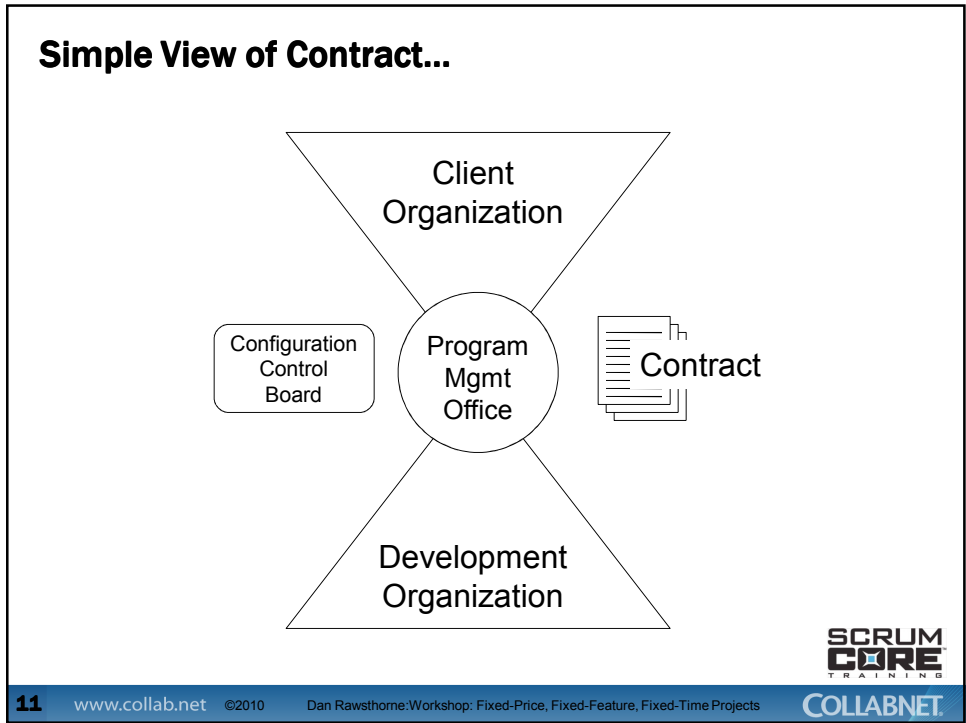 Simple View of Contract...
Client
Organization
Configuration
Control
Board
Program
Mgmt
Office
Contract
Development
Organization
SCRUM
CORE
TRAINING
11 www.collab.net ©2010 Dan Rawsthorne:Workshop: Fixed-Price, Fixed-Feature, Fixed-Time Projects COLLABNET.